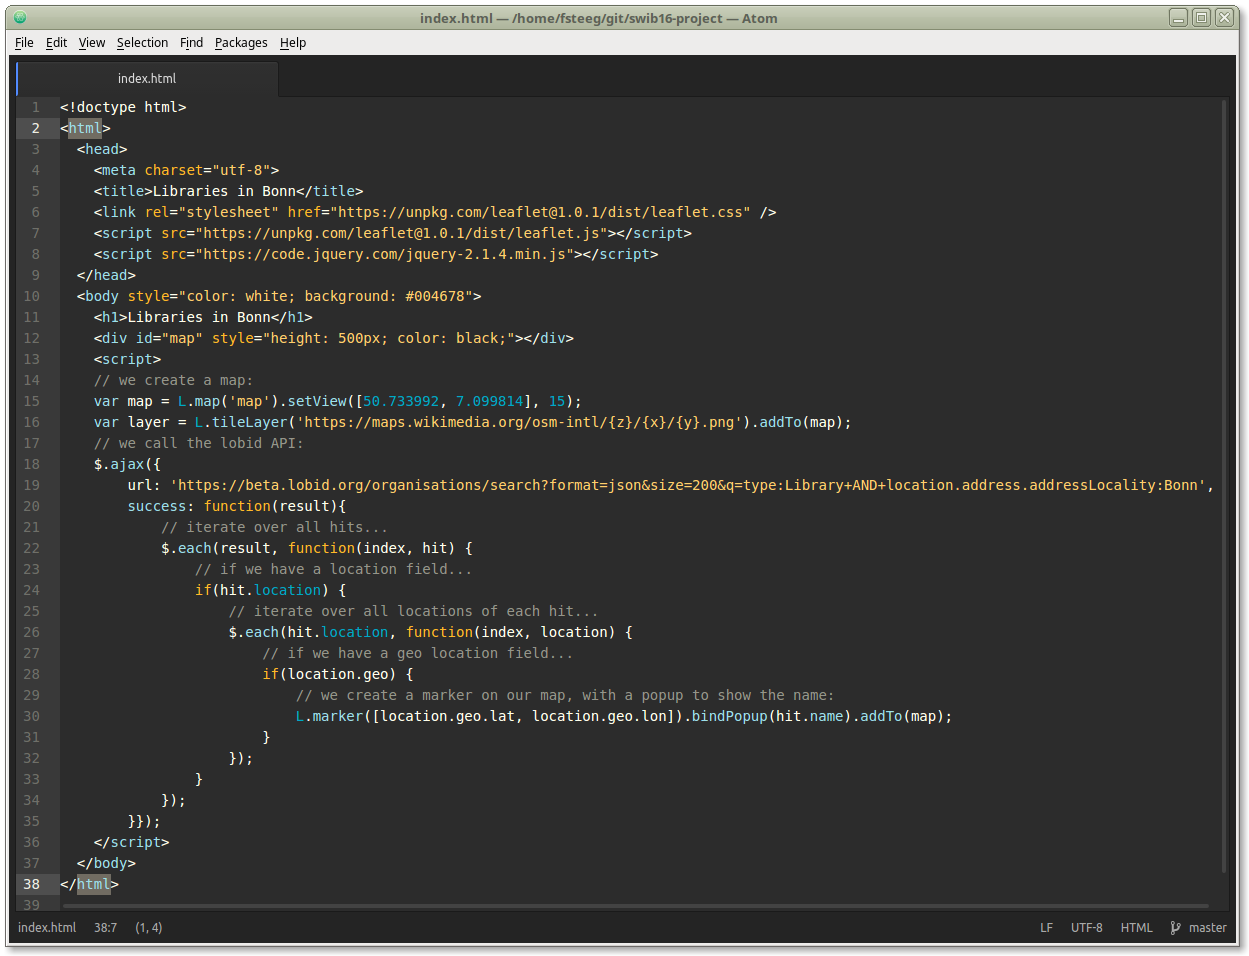 index.html — /home/fsteeg/git/swib16-project — Atom
File Edit View Selection Find Packages Help
index.html
1 <!doctype html>
2 <html>
3   <head>
4     <meta charset="utf-8">
5     <title>Libraries in Bonn</title>
6     <link rel="stylesheet" href="https://unpkg.com/leaflet@1.0.1/dist/leaflet.css" />
7     <script src="https://unpkg.com/leaflet@1.0.1/dist/leaflet.js"></script>
8     <script src="https://code.jquery.com/jquery-2.1.4.min.js"></script>
9   </head>
10   <body style="color: white; background: #004678">
11     <h1>Libraries in Bonn</h1>
12     <div id="map" style="height: 500px; color: black;"></div>
13     <script>
14     // we create a map:
15     var map = L.map('map').setView([50.733992, 7.099814], 15);
16     var layer = L.tileLayer('https://maps.wikimedia.org/osm-intl/{z}/{x}/{y}.png').addTo(map);
17     // we call the lobid API:
18     $.ajax({
19         url: 'https://beta.lobid.org/organisations/search?format=json&size=200&q=type:Library+AND+location.address.addressLocality:Bonn',
20         success: function(result){
21             // iterate over all hits...
22             $.each(result, function(index, hit) {
23                 // if we have a location field...
24                 if(hit.location) {
25                     // iterate over all locations of each hit...
26                     $.each(hit.location, function(index, location) {
27                         // if we have a geo location field...
28                         if(location.geo) {
29                             // we create a marker on our map, with a popup to show the name:
30                             L.marker([location.geo.lat, location.geo.lon]).bindPopup(hit.name).addTo(map);
31                         }
32                     });
33                 }
34             });
35         }});
36     </script>
37   </body>
38 </html>
39
index.html 38:7 (1, 4) LF UTF-8 HTML master